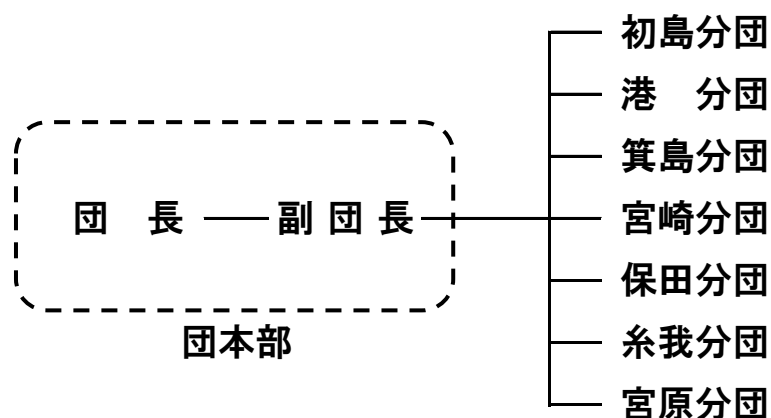 団　長
副 団 長
団本部
初島分団
港　分団
箕島分団
宮崎分団
保田分団
糸我分団
宮原分団